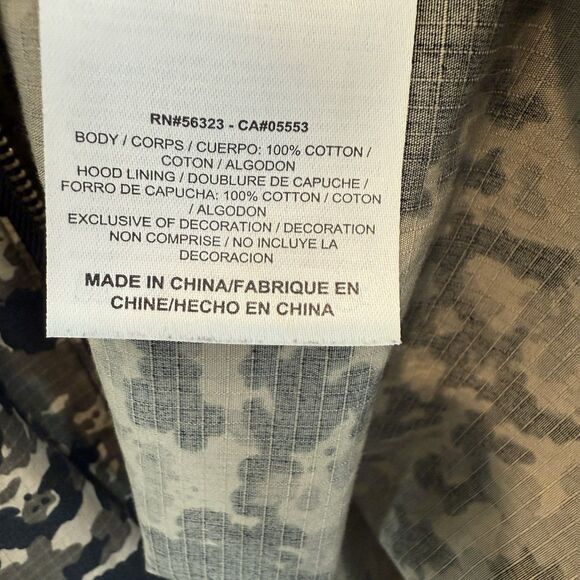 RN#56323 - CA#05553
BODY / CORPS / CUERPO: 100% COTTON /
COTON / ALGODON
HOOD LINING / DOUBLURE DE CAPUCHE /
FORRO DE CAPUCHA: 100% COTTON / COTON
/ ALGODON
EXCLUSIVE OF DECORATION / DECORATION
NON COMPRISE / NO INCLUYE LA
DECORACION
MADE IN CHINA/FABRIQUE EN
CHINE/HECHO EN CHINA